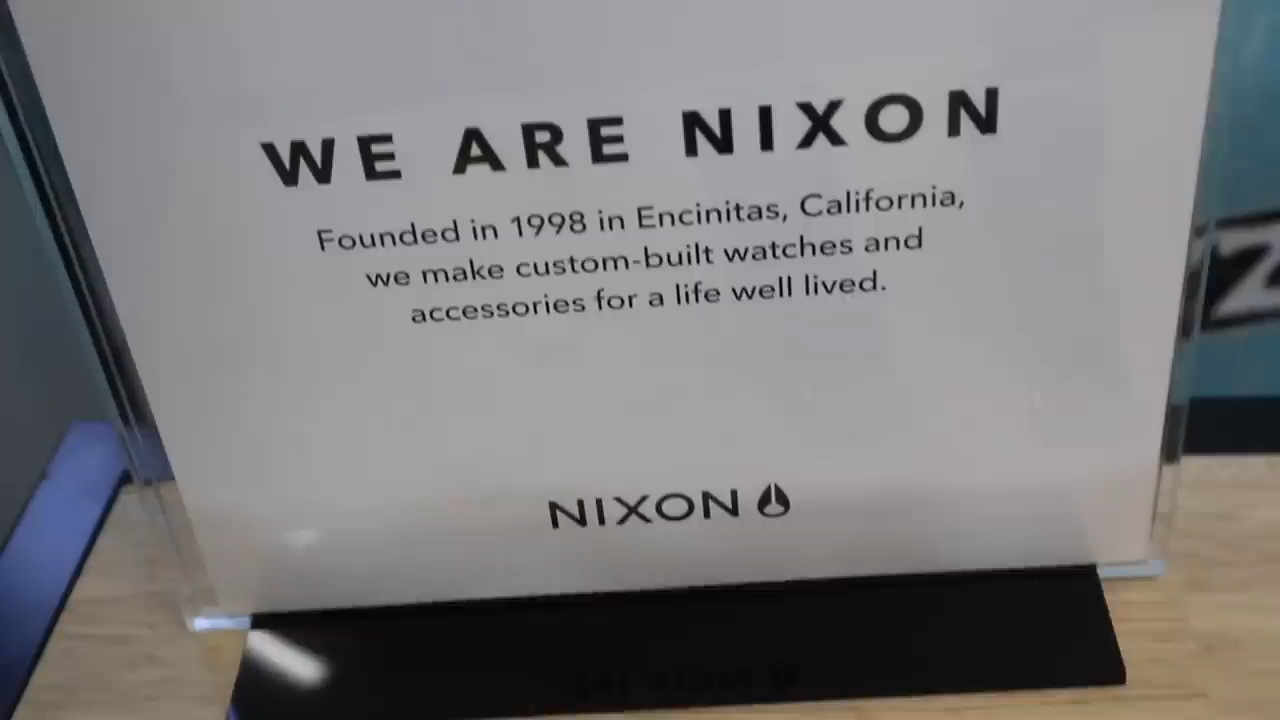 WE ARE NIXON
Founded in 1998 in Encinitas, California,
we make custom-built watches and
accessories for a life well lived.
NIXON